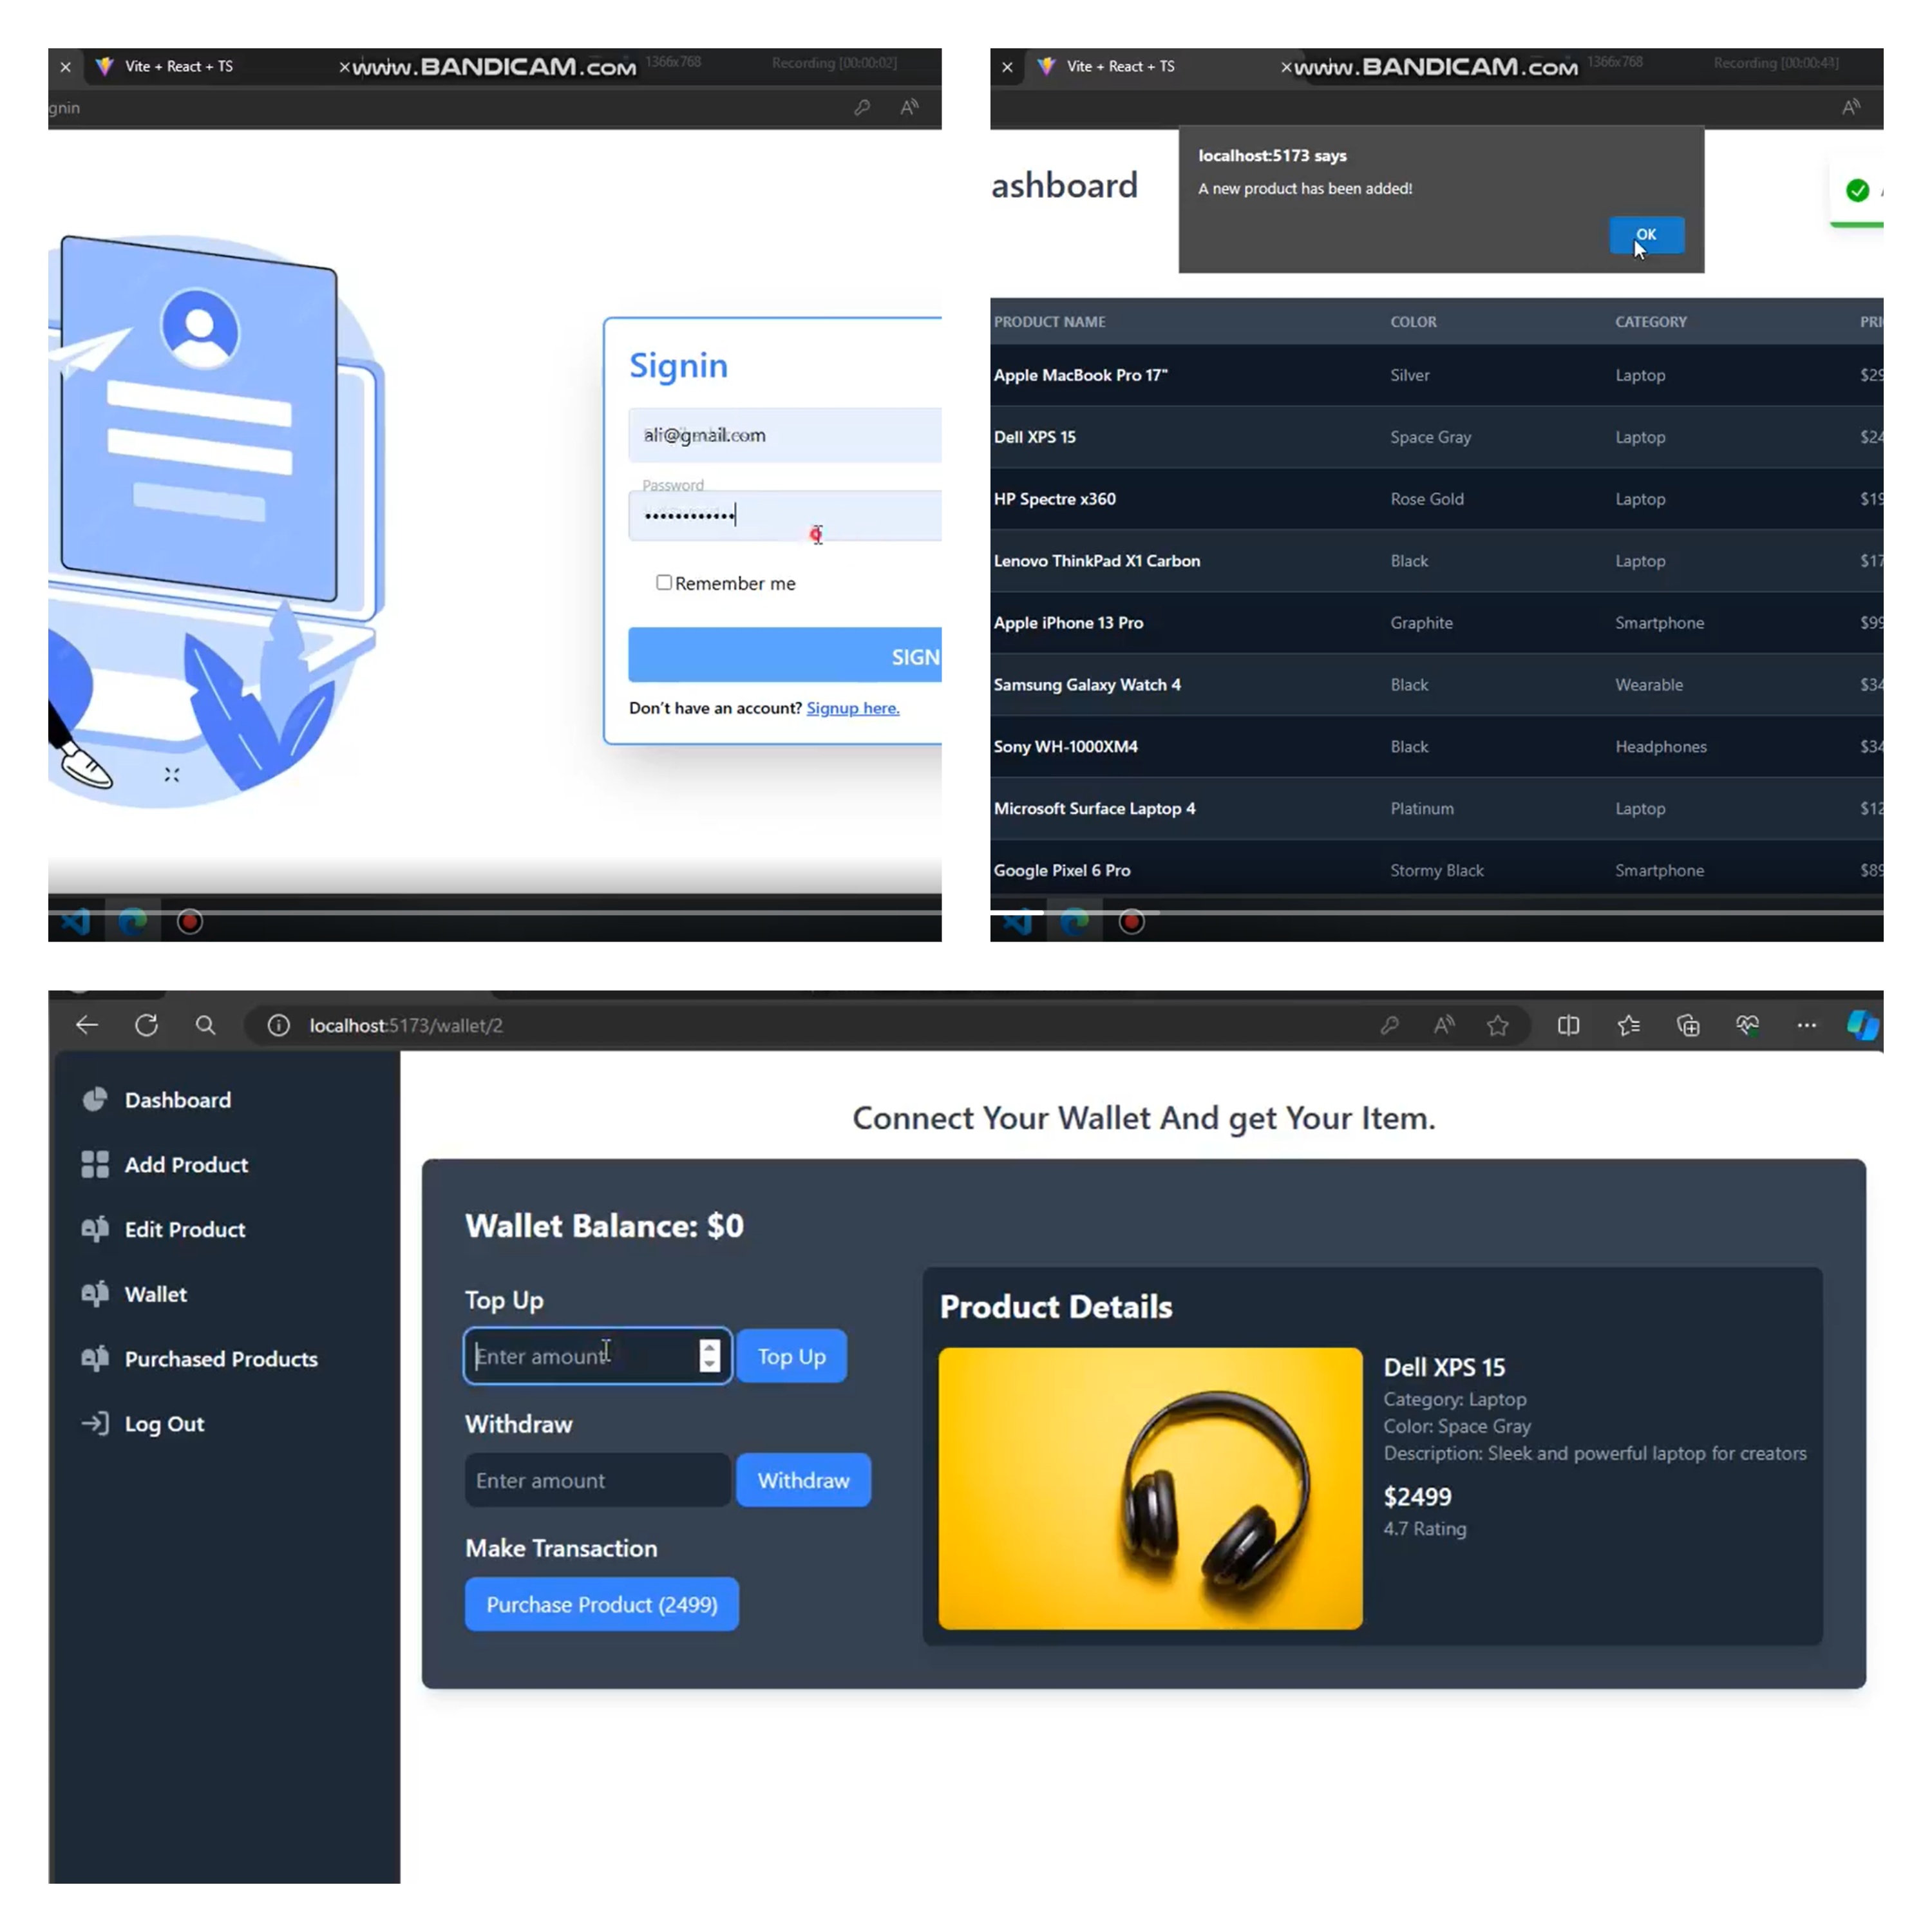 Vite + React + TS
www.BANDICAM.com
1366x768
Recording [00:00:02]
gnin
Signin
ali@gmail.com
Password
Remember me
SIGN
Don't have an account? Signup here.
Vite + React + TS
www.BANDICAM.com
1366x768
localhost:5173 says
A new product has been added!
OK
ashboard
PRODUCT NAME COLOR CATEGORY PRI
Apple MacBook Pro 17" Silver Laptop $29
Dell XPS 15 Space Gray Laptop $24
HP Spectre x360 Rose Gold Laptop $19
Lenovo ThinkPad X1 Carbon Black Laptop $17
Apple iPhone 13 Pro Graphite Smartphone $99
Samsung Galaxy Watch 4 Black Wearable $34
Sony WH-1000XM4 Black Headphones $34
Microsoft Surface Laptop 4 Platinum Laptop $12
Google Pixel 6 Pro Stormy Black Smartphone $89
localhost:5173/wallet/2
Dashboard
Add Product
Edit Product
Wallet
Purchased Products
Log Out
Connect Your Wallet And get Your Item.
Wallet Balance: $0
Top Up
Enter amount
Top Up
Withdraw
Enter amount
Withdraw
Make Transaction
Purchase Product (2499)
Product Details
Dell XPS 15
Category: Laptop
Color: Space Gray
Description: Sleek and powerful laptop for creators
$2499
4.7 Rating